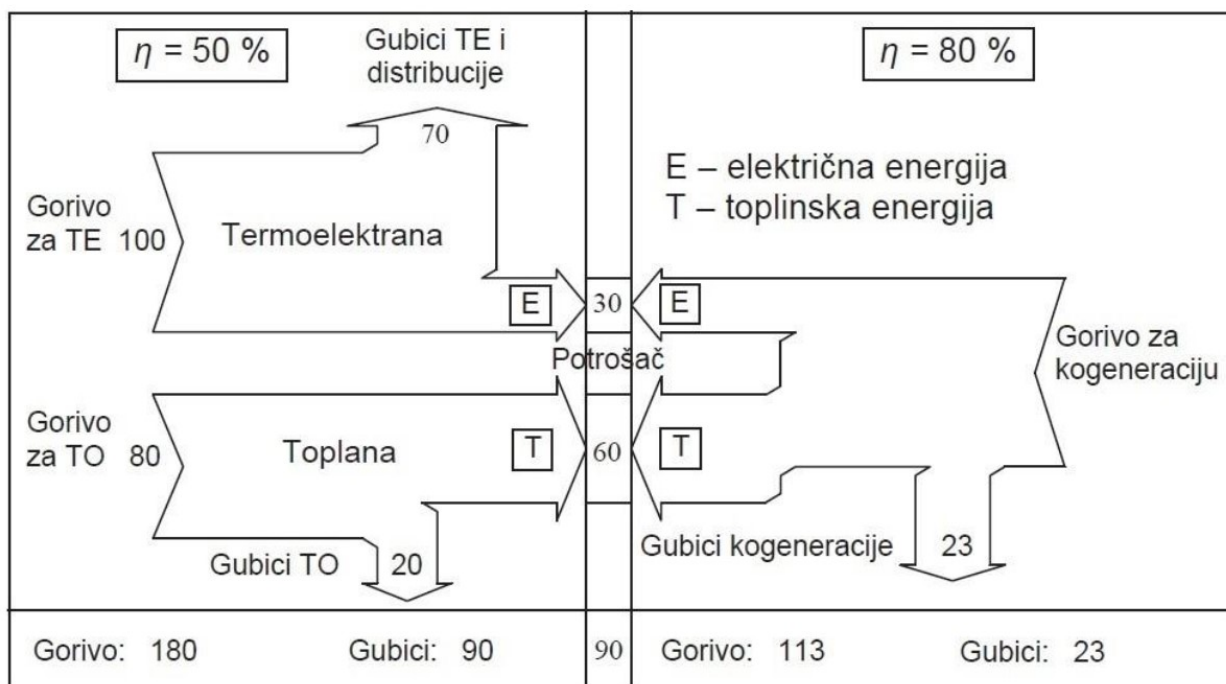 η = 50 %
Gubici TE i
distribucije
70
Gorivo
za TE 100
Termoelektrana
E
Gorivo
za TO 80
Toplana
T
Gubici TO 20
30
Potrošač
60
η = 80 %
E – električna energija
T – toplinska energija
E
Gorivo za
kogeneraciju
T
Gubici kogeneracije 23
Gorivo: 180 Gubici: 90 90 Gorivo: 113 Gubici: 23